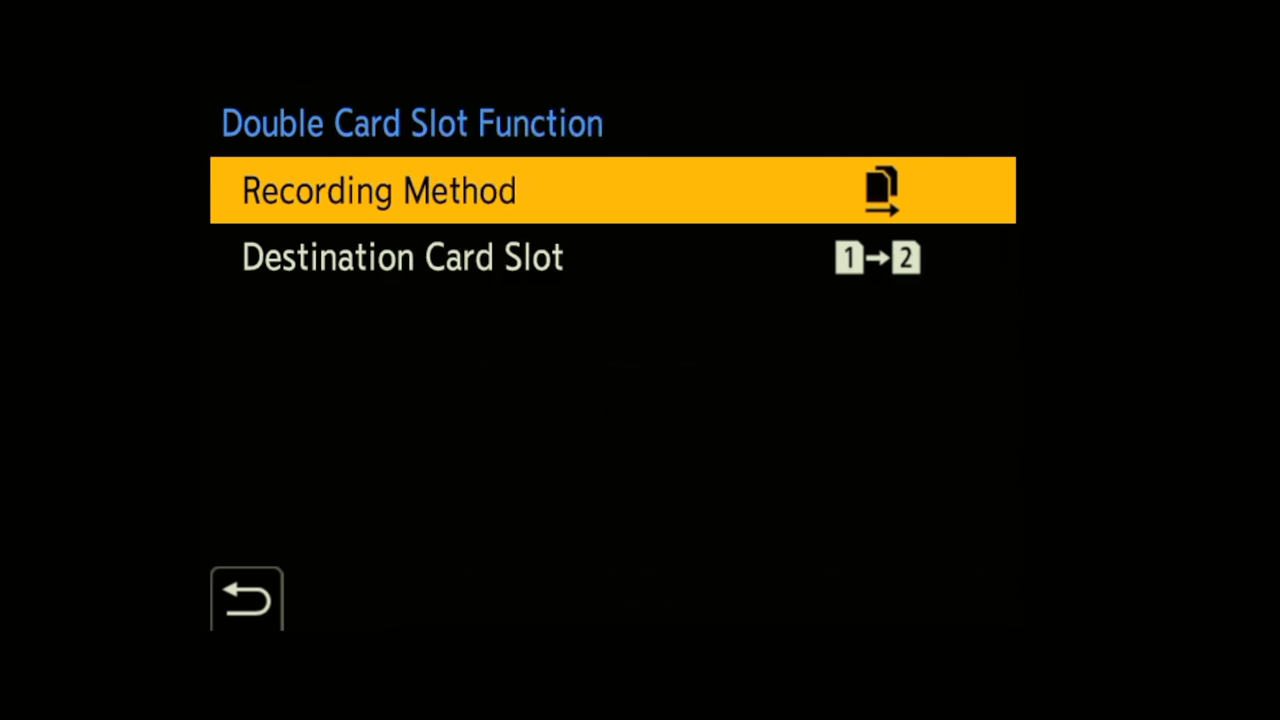 Double Card Slot Function
Recording Method
Destination Card Slot 1→2